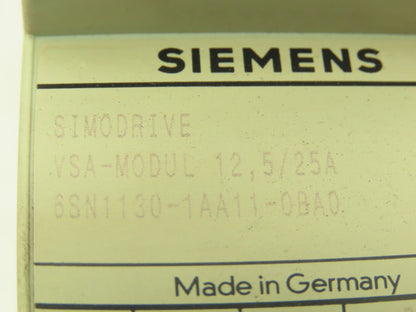 SIEMENS
SIMODRIVE
VSA-MODUL 12,5/25A
6SN1130-1AA11-0BA0
Made in Germany